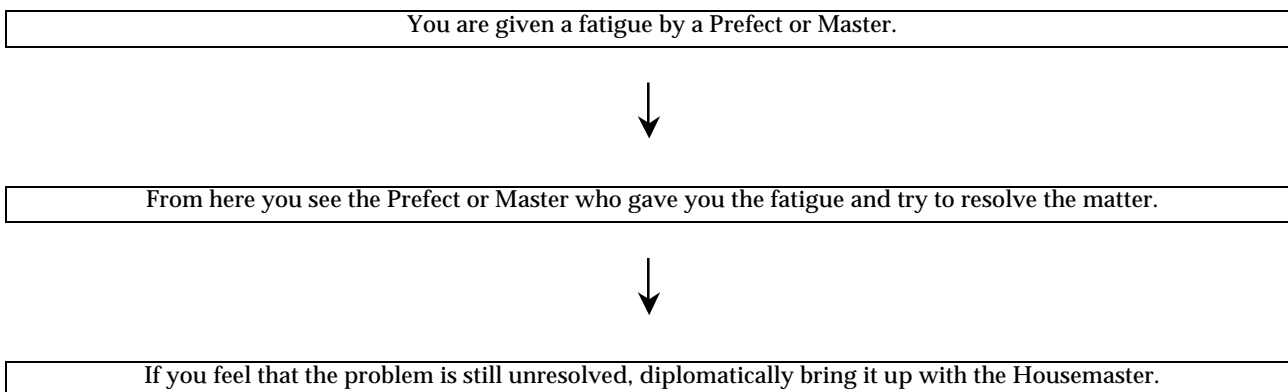 You are given a fatigue by a Prefect or Master.
From here you see the Prefect or Master who gave you the fatigue and try to resolve the matter.
If you feel that the problem is still unresolved, diplomatically bring it up with the Housemaster.